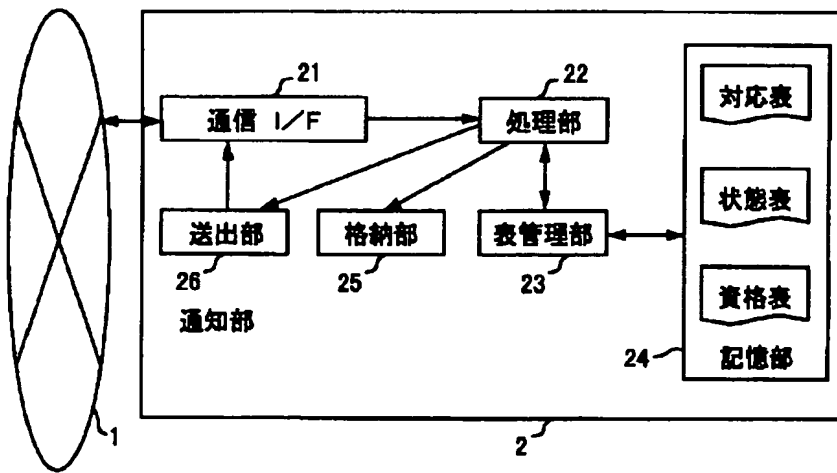 21
22
通信 I/F
処理部
対応表
状態表
送出部
格納部
表管理部
26
25
23
資格表
通知部
24
記憶部
1
2